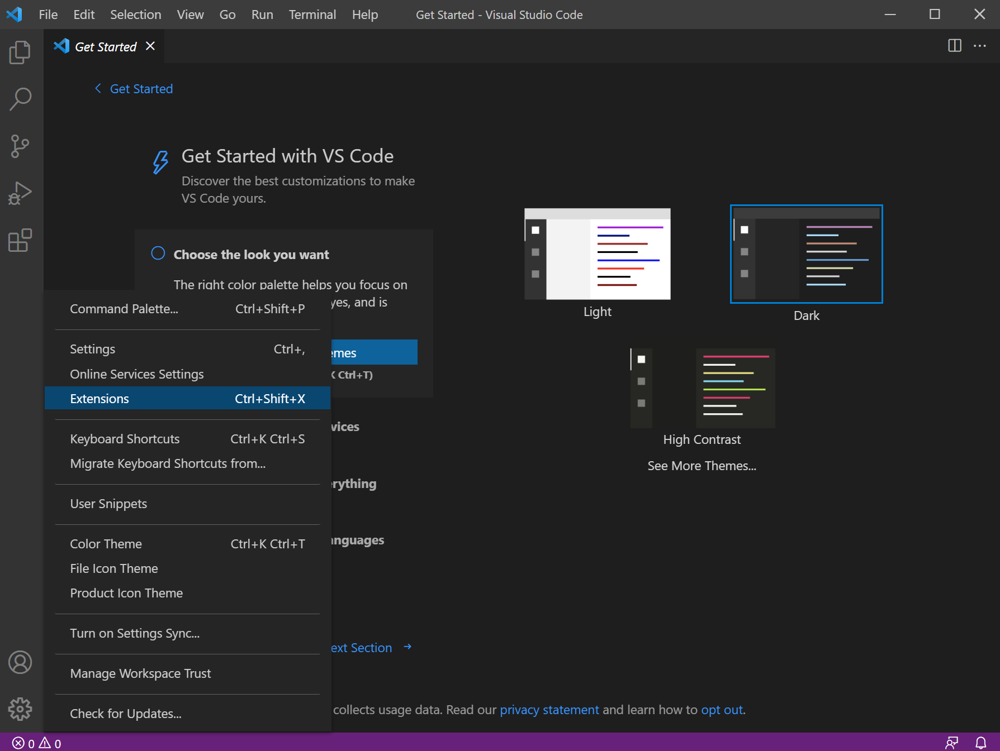 File Edit Selection View Go Run Terminal Help Get Started - Visual Studio Code
Get Started
Get Started
Get Started with VS Code
Discover the best customizations to make
VS Code yours.
Choose the look you want
The right color palette helps you focus on
yes, and is
emes
Ctrl+T)
vices
erything
anguages
ext Section
Command Palette... Ctrl+Shift+P
Settings Ctrl+,
Online Services Settings
Extensions Ctrl+Shift+X
Keyboard Shortcuts Ctrl+K Ctrl+S
Migrate Keyboard Shortcuts from...
User Snippets
Color Theme Ctrl+K Ctrl+T
File Icon Theme
Product Icon Theme
Turn on Settings Sync...
Manage Workspace Trust
Check for Updates...
Light
Dark
High Contrast
See More Themes...
collects usage data. Read our privacy statement and learn how to opt out.
0 0